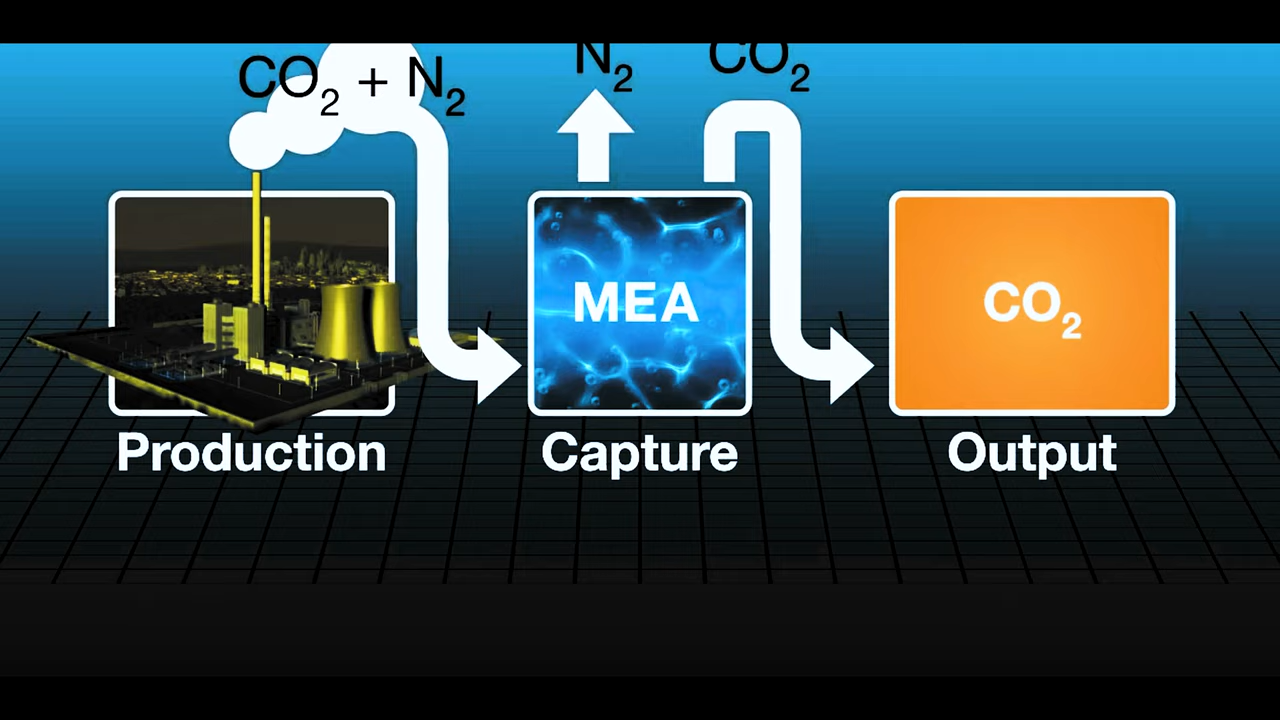 CO₂ + N₂
N₂
CO₂
MEA
CO₂
Production
Capture
Output